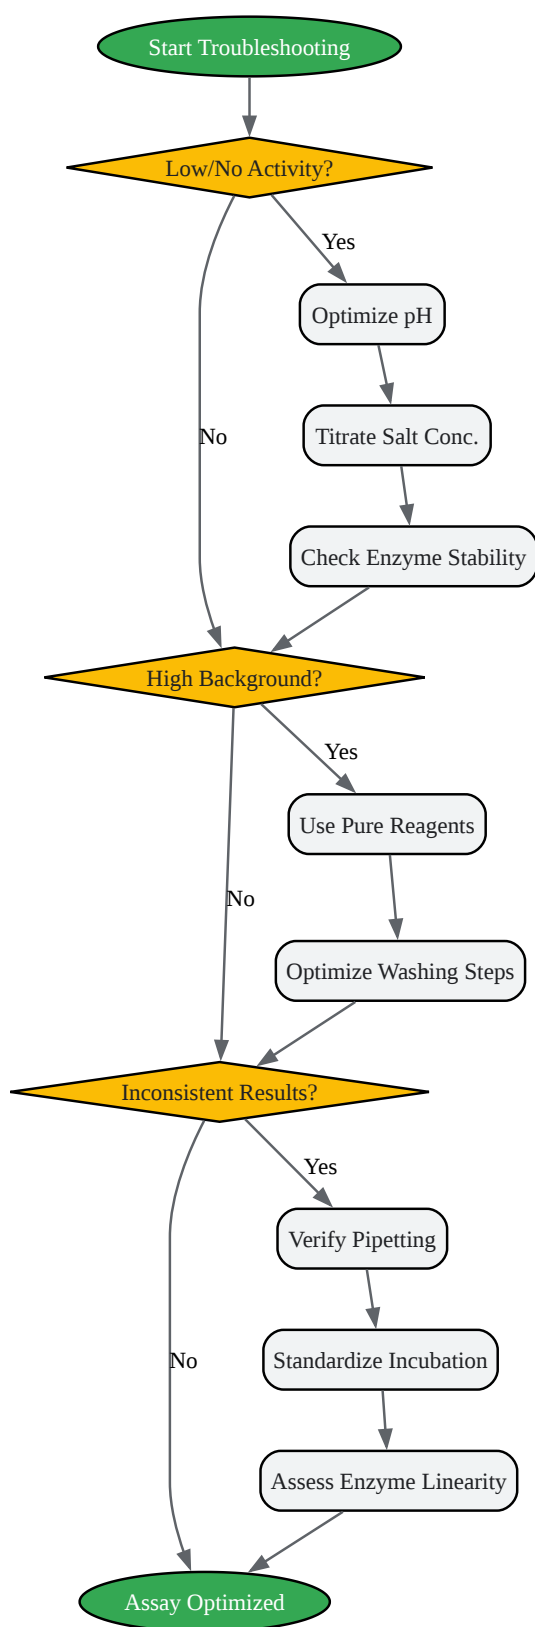 Start Troubleshooting
Low/No Activity?
Yes
Optimize pH
No
Titrate Salt Conc.
Check Enzyme Stability
High Background?
Yes
Use Pure Reagents
No
Optimize Washing Steps
Inconsistent Results?
Yes
Verify Pipetting
No
Standardize Incubation
Assess Enzyme Linearity
Assay Optimized